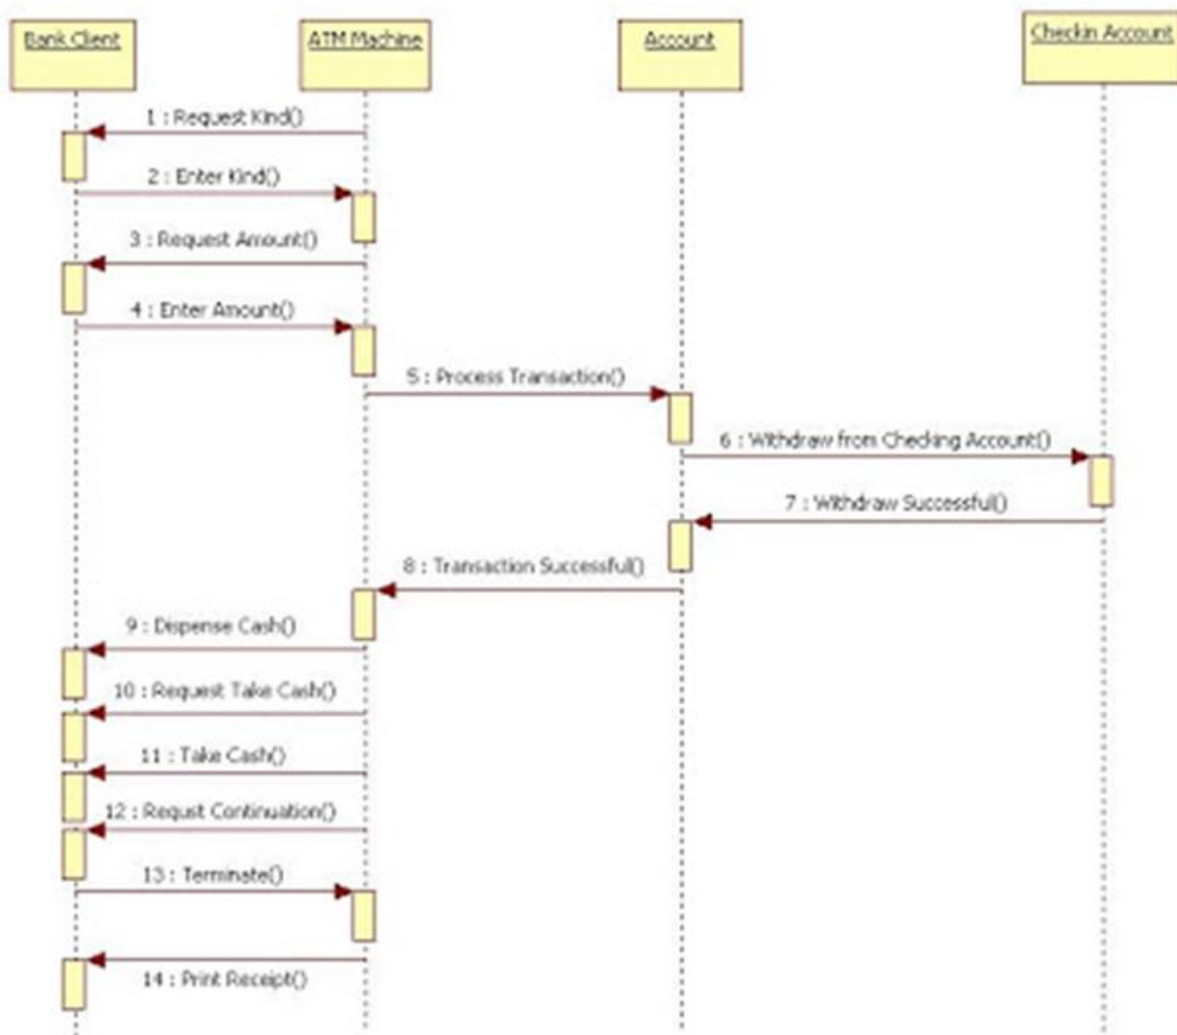 Bank Client
ATM Machine
Account
Checkin Account
1 : Request Kind()
2 : Enter Kind()
3 : Request Amount()
4 : Enter Amount()
5 : Process Transaction()
6 : Withdraw from Checking Account()
7 : Withdraw Successful()
8 : Transaction Successful()
9 : Dispense Cash()
10 : Request Take Cash()
11 : Take Cash()
12 : Requst Continuation()
13 : Terminate()
14 : Print Receipt()